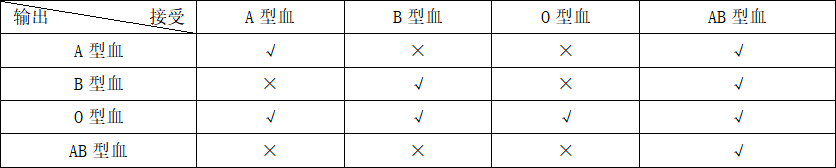 输出 接受 A 型血 B 型血 O 型血 AB 型血
A 型血 √ × × √
B 型血 × √ × √
O 型血 √ √ √ √
AB 型血 × × × √